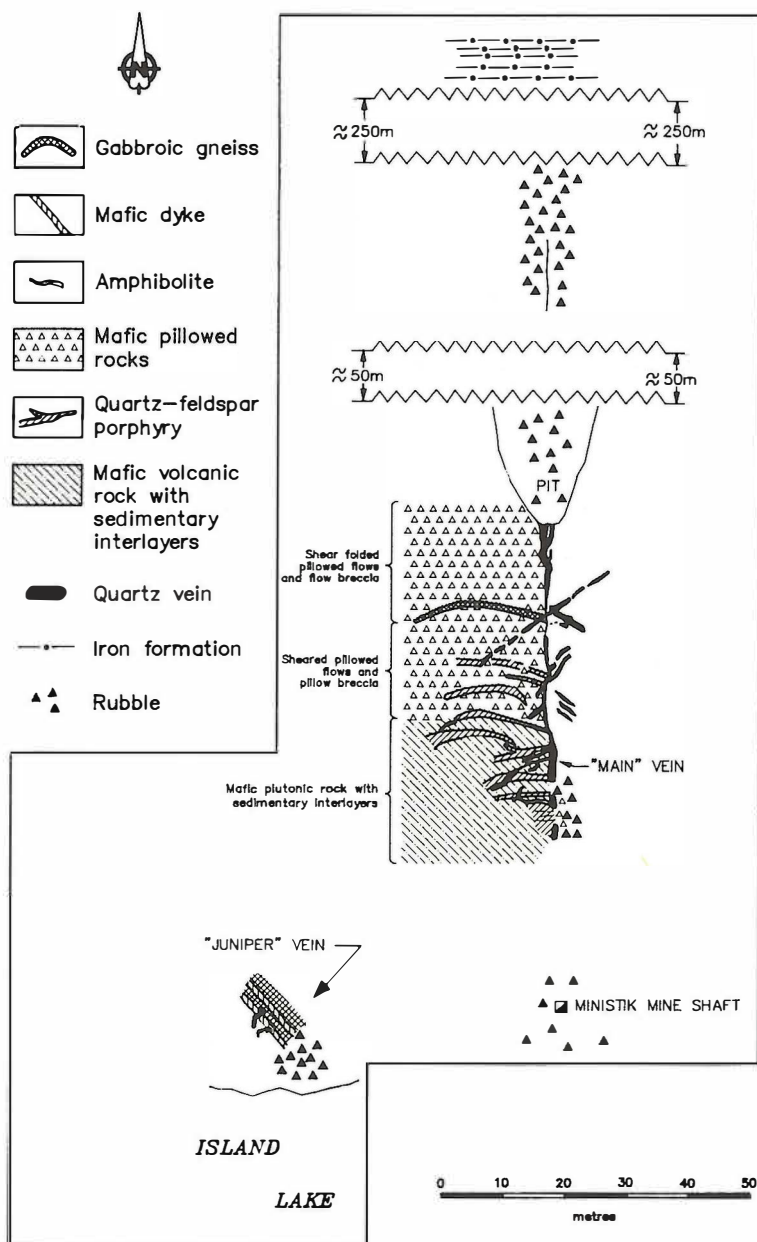 N
Gabbroic gneiss
Mafic dyke
Amphibolite
Mafic pillowed
rocks
Quartz–feldspar
porphyry
Mafic volcanic
rock with
sedimentary
interlayers
Quartz vein
Iron formation
Rubble
≈250m
≈250m
≈50m
≈50m
PIT
Shear folded
pillowed flows
and flow breccia
Sheared pillowed
flows and
pillow breccia
Mafic plutonic rock with
sedimentary interlayers
"MAIN" VEIN
"JUNIPER" VEIN
MINISTIK MINE SHAFT
ISLAND
LAKE
0 10 20 30 40 50
metres